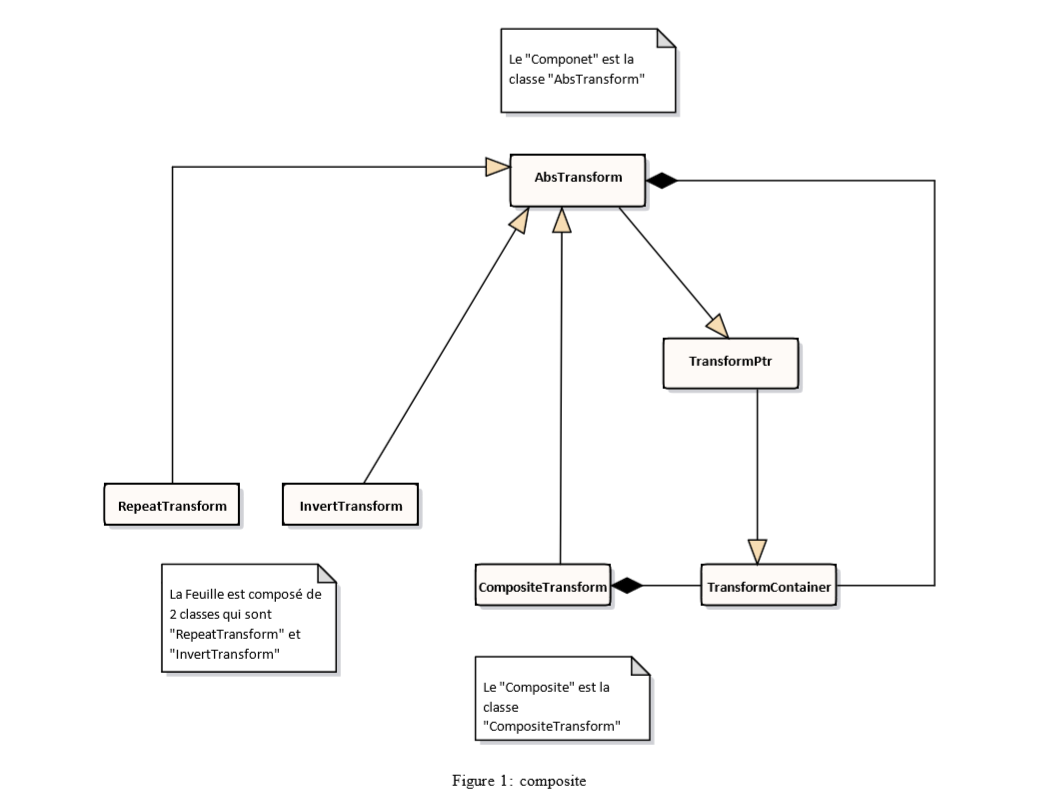 Le "Componet" est la
classe "AbsTransform"
AbsTransform
TransformPtr
RepeatTransform
InvertTransform
CompositeTransform
TransformContainer
La Feuille est composé de
2 classes qui sont
"RepeatTransform" et
"InvertTransform"
Le "Composite" est la
classe
"CompositeTransform"
Figure 1: composite